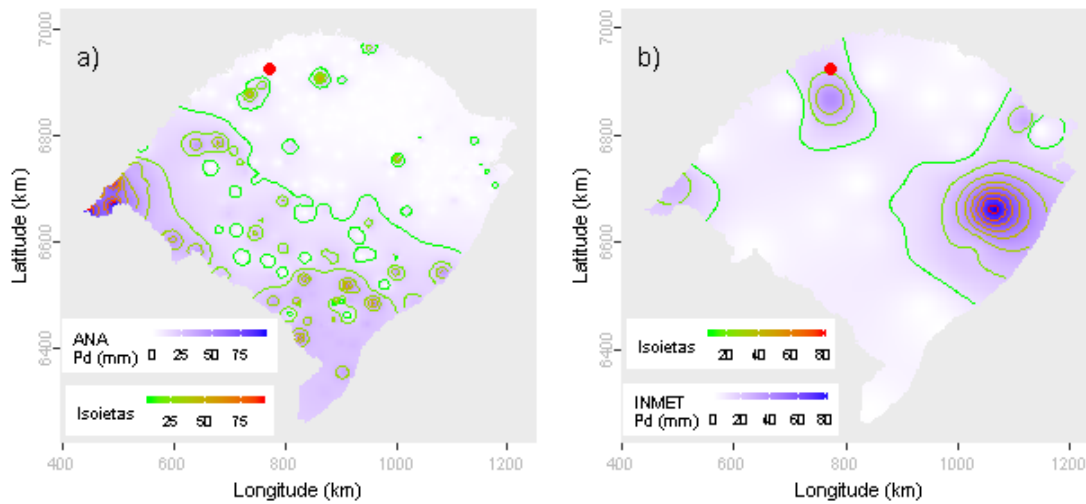 a)
7000
6800
6600
6400
Latitude (km)
ANA
Pd (mm) 0 25 50 75
Isoietas 25 50 75
400 600 800 1000 1200
Longitude (km)
b)
7000
6800
6600
6400
Latitude (km)
Isoietas 20 40 60 80
INMET
Pd (mm) 0 20 40 60 80
400 600 800 1000 1200
Longitude (km)